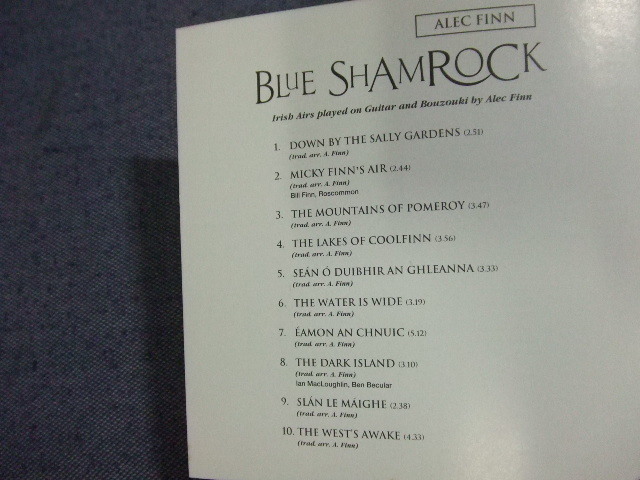 ALEC FINN
BLUE SHAMROCK
Irish Airs played on Guitar and Bouzouki by Alec Finn
1. DOWN BY THE SALLY GARDENS (2.51)
(trad. arr. A. Finn)
2. MICKY FINN'S AIR (2.44)
(trad. arr. A. Finn)
Bill Finn, Roscommon
3. THE MOUNTAINS OF POMEROY (3.47)
(trad. arr. A. Finn)
4. THE LAKES OF COOLFINN (3.56)
(trad. arr. A. Finn)
5. SEÁN Ó DUIBHIR AN GHLEANNA (3.33)
(trad. arr. A. Finn)
6. THE WATER IS WIDE (3.19)
(trad. arr. A. Finn)
7. ÉAMON AN CHNUIC (5.12)
(trad. arr. A. Finn)
8. THE DARK ISLAND (3.10)
(trad. arr. A. Finn)
Ian MacLoughlin, Ben Becular
9. SLÁN LE MÁIGHE (2.38)
(trad. arr. A. Finn)
10. THE WEST'S AWAKE (4.33)
(trad. arr. A. Finn)